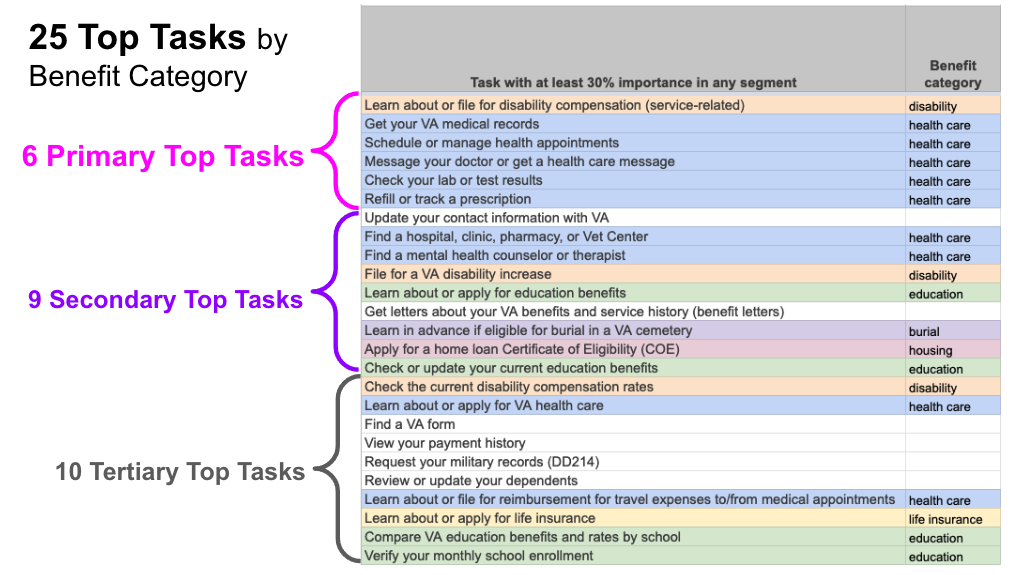 25 Top Tasks by
Benefit Category
6 Primary Top Tasks
9 Secondary Top Tasks
10 Tertiary Top Tasks
Task with at least 30% importance in any segment Benefit category
Learn about or file for disability compensation (service-related) disability
Get your VA medical records health care
Schedule or manage health appointments health care
Message your doctor or get a health care message health care
Check your lab or test results health care
Refill or track a prescription health care
Update your contact information with VA
Find a hospital, clinic, pharmacy, or Vet Center health care
Find a mental health counselor or therapist health care
File for a VA disability increase disability
Learn about or apply for education benefits education
Get letters about your VA benefits and service history (benefit letters)
Learn in advance if eligible for burial in a VA cemetery burial
Apply for a home loan Certificate of Eligibility (COE) housing
Check or update your current education benefits education
Check the current disability compensation rates disability
Learn about or apply for VA health care health care
Find a VA form
View your payment history
Request your military records (DD214)
Review or update your dependents
Learn about or file for reimbursement for travel expenses to/from medical appointments health care
Learn about or apply for life insurance life insurance
Compare VA education benefits and rates by school education
Verify your monthly school enrollment education